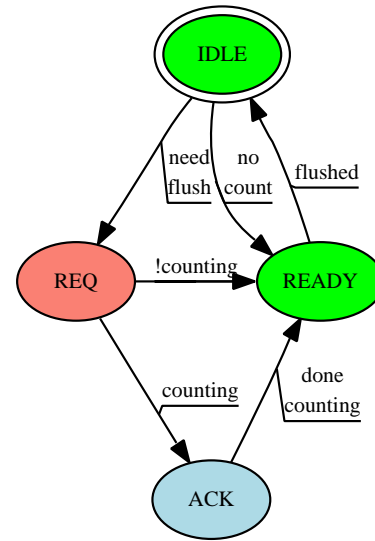 IDLE
need
flush
no
count
flushed
REQ
!counting
READY
counting
done
counting
ACK